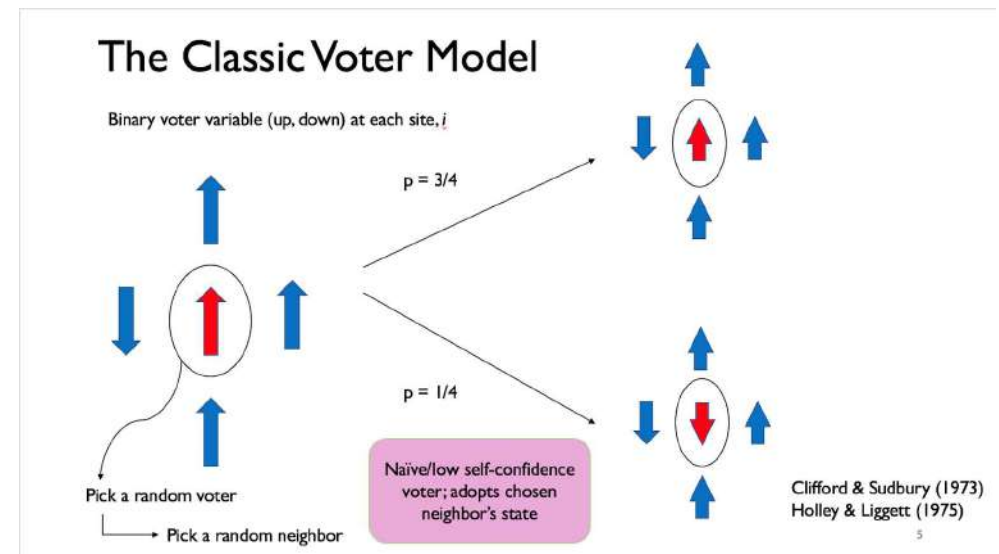 The Classic Voter Model
Binary voter variable (up, down) at each site, i
p = 3/4
p = 1/4
Naïve/low self-confidence
voter; adopts chosen
neighbor's state
Pick a random voter
Pick a random neighbor
Clifford & Sudbury (1973)
Holley & Liggett (1975)
5